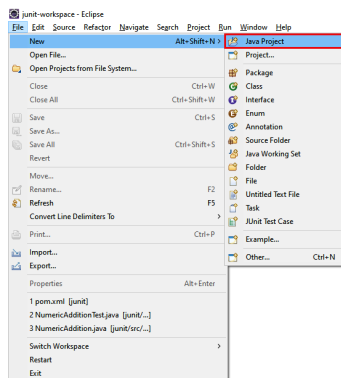 junit-workspace - Eclipse
File Edit Source Refactor Navigate Search Project Run Window Help
New Alt+Shift+N >
Open File...
Open Projects from File System...
Close Ctrl+W
Close All Ctrl+Shift+W
Save Ctrl+S
Save As...
Save All Ctrl+Shift+S
Revert
Move...
Rename... F2
Refresh F5
Convert Line Delimiters To >
Print... Ctrl+P
Import...
Export...
Properties Alt+Enter
1 pom.xml [junit]
2 NumericAdditionTest.java [junit/...]
3 NumericAddition.java [junit/src/...]
Switch Workspace >
Restart
Exit
Java Project
Project...
Package
Class
Interface
Enum
Annotation
Source Folder
Java Working Set
Folder
File
Untitled Text File
Task
JUnit Test Case
Example...
Other... Ctrl+N